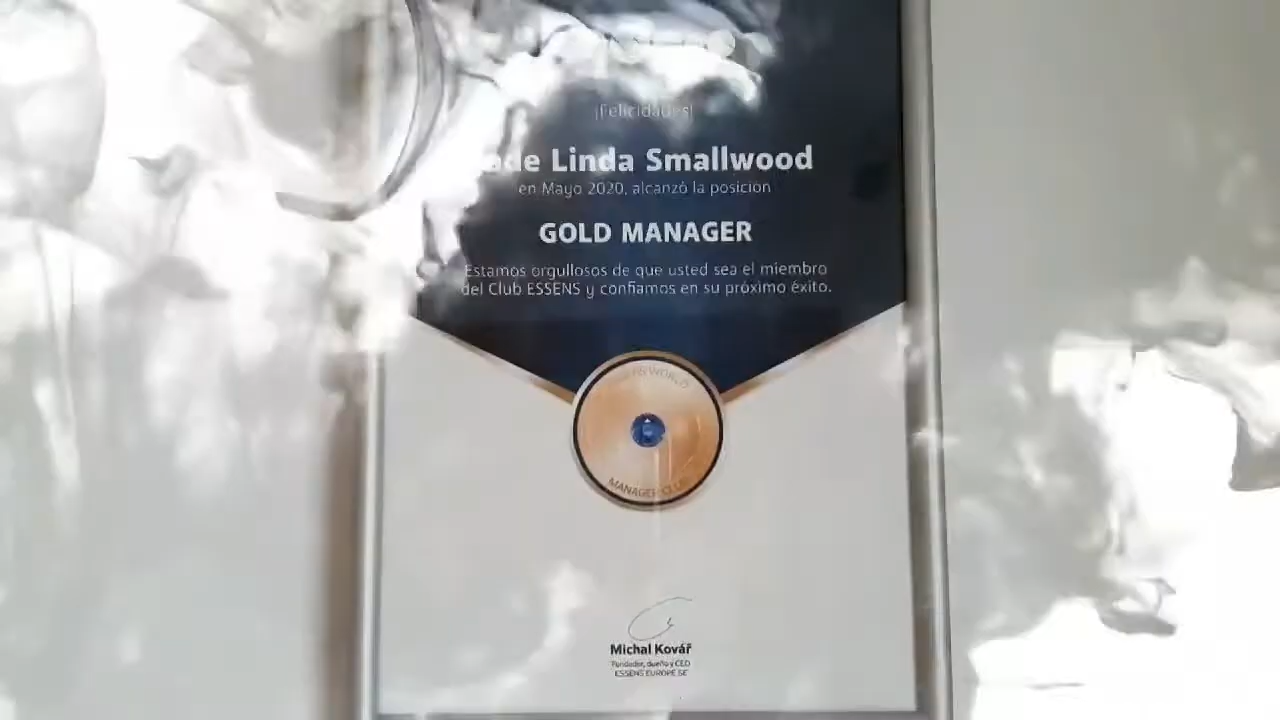 ¡Felicidades!
Linda Smallwood
en Mayo 2020, alcanzó la posición
GOLD MANAGER
Estamos orgullosos de que usted sea el miembro
del Club ESSENS y confiamos en su próximo éxito.
MANAGER CLUB
Michal Kovář
Fundador, dueño y CEO
ESSENS EUROPE SE